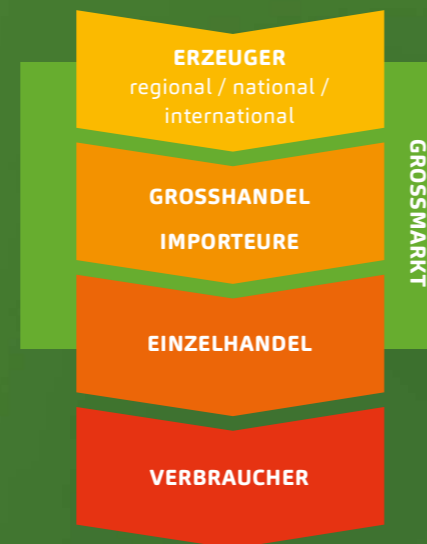 ERZEUGER
regional / national /
international
GROSSHANDEL
IMPORTEURE
GROSSMARKT
EINZELHANDEL
VERBRAUCHER